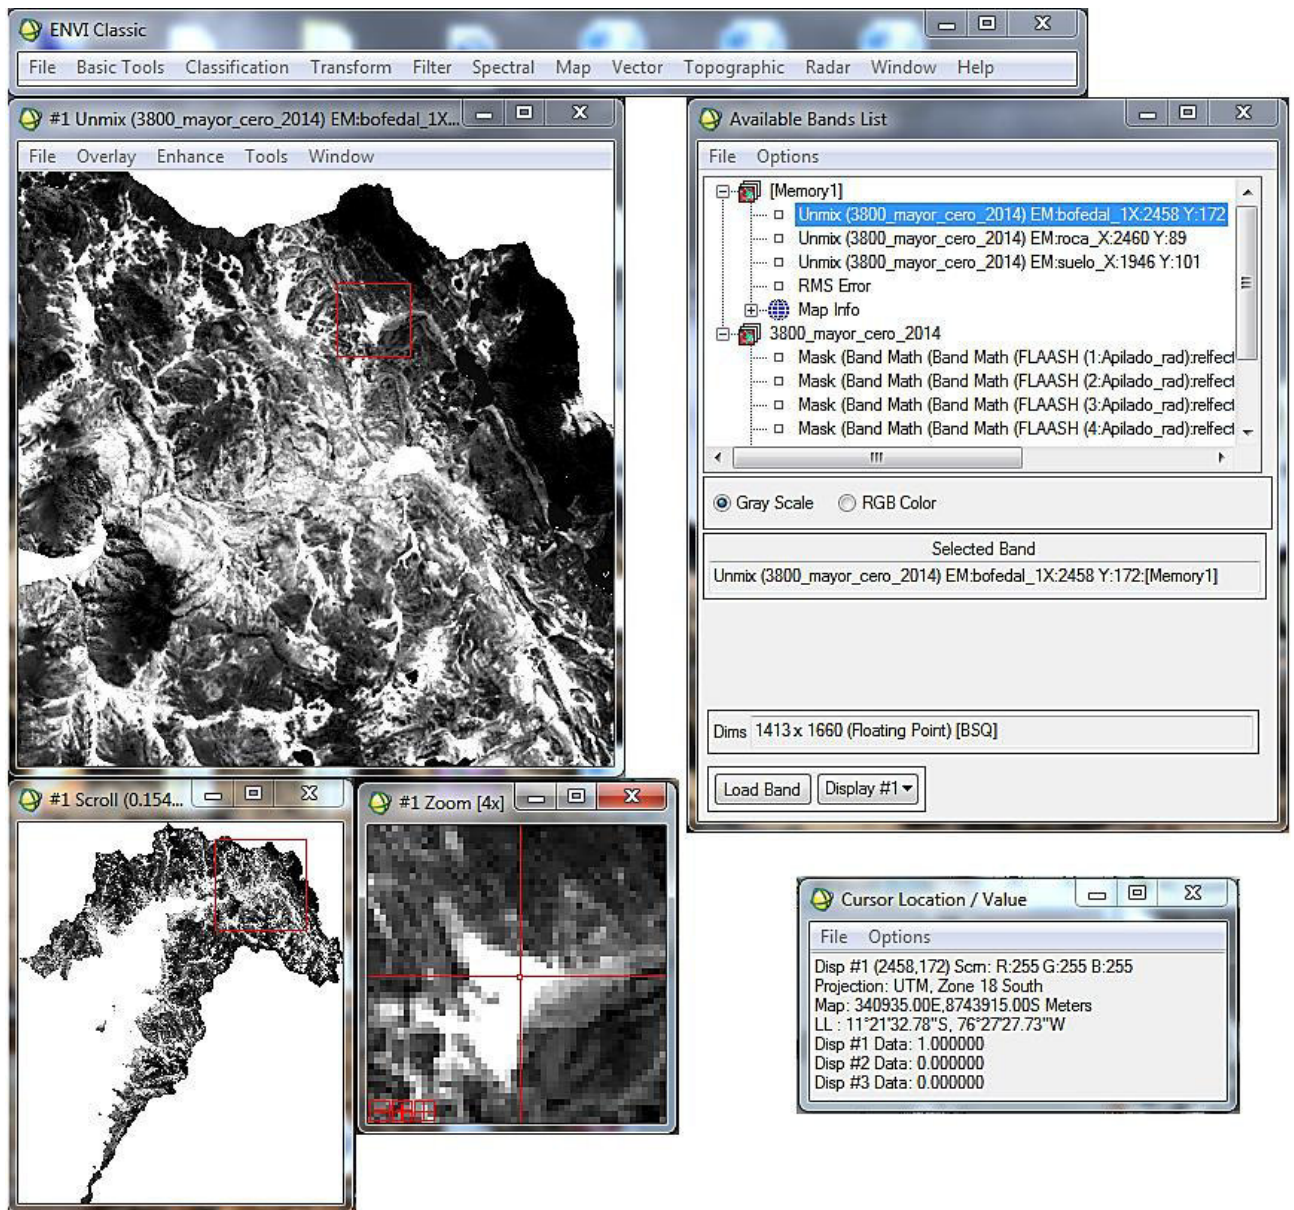 ENVI Classic
File Basic Tools Classification Transform Filter Spectral Map Vector Topographic Radar Window Help
#1 Unmix (3800_mayor_cero_2014) EM:bofedal_1X...
File Overlay Enhance Tools Window
Available Bands List
File Options
[Memory1]
Unmix (3800_mayor_cero_2014) EM:bofedal_1X:2458 Y:172
Unmix (3800_mayor_cero_2014) EM:roca_X:2460 Y:89
Unmix (3800_mayor_cero_2014) EM:suelo_X:1946 Y:101
RMS Error
Map Info
3800_mayor_cero_2014
Mask (Band Math (Band Math (FLAASH (1:Apilado_rad):relfect
Mask (Band Math (Band Math (FLAASH (2:Apilado_rad):relfect
Mask (Band Math (Band Math (FLAASH (3:Apilado_rad):relfect
Mask (Band Math (Band Math (FLAASH (4:Apilado_rad):relfect
Gray Scale RGB Color
Selected Band
Unmix (3800_mayor_cero_2014) EM:bofedal_1X:2458 Y:172:[Memory1]
Dims 1413 x 1660 (Floating Point) [BSQ]
Load Band Display #1
#1 Scroll (0.154...
#1 Zoom [4x]
Cursor Location / Value
File Options
Disp #1 (2458,172) Scrn: R:255 G:255 B:255
Projection: UTM, Zone 18 South
Map: 340935.00E,8743915.00S Meters
LL : 11°21'32.78"S, 76°27'27.73"W
Disp #1 Data: 1.000000
Disp #2 Data: 0.000000
Disp #3 Data: 0.000000